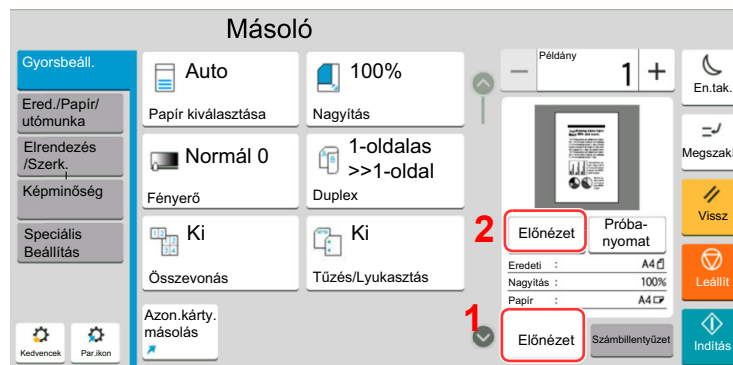 Másoló
Gyorsbeáll.
Ered./Papír/
utómunka
Elrendezés
/Szerk.
Képminőség
Speciális
Beállítás
Kedvencek
Par.ikon
Auto
Papír kiválasztása
100%
Nagyítás
Normál 0
Fényerő
1-oldalas
>>1-oldal
Duplex
Ki
Összevonás
Ki
Tűzés/Lyukasztás
Azon.kárty.
másolás
Példány
1
2
Előnézet
Próba-
nyomat
Eredeti : A4
Nagyítás : 100%
Papír : A4
1
Előnézet
Számbillentyűzet
En.tak.
Megszakí
Vissz
Leállít
Indítás